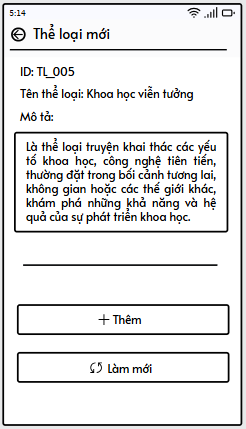 5:14
Thể loại mới
ID: TL_005
Tên thể loại: Khoa học viễn tưởng
Mô tả:
Là thể loại truyện khai thác các yếu
tố khoa học, công nghệ tiên tiến,
thường đặt trong bối cảnh tương lai,
không gian hoặc các thế giới khác,
khám phá những khả năng và hệ
quả của sự phát triển khoa học.
+ Thêm
Làm mới